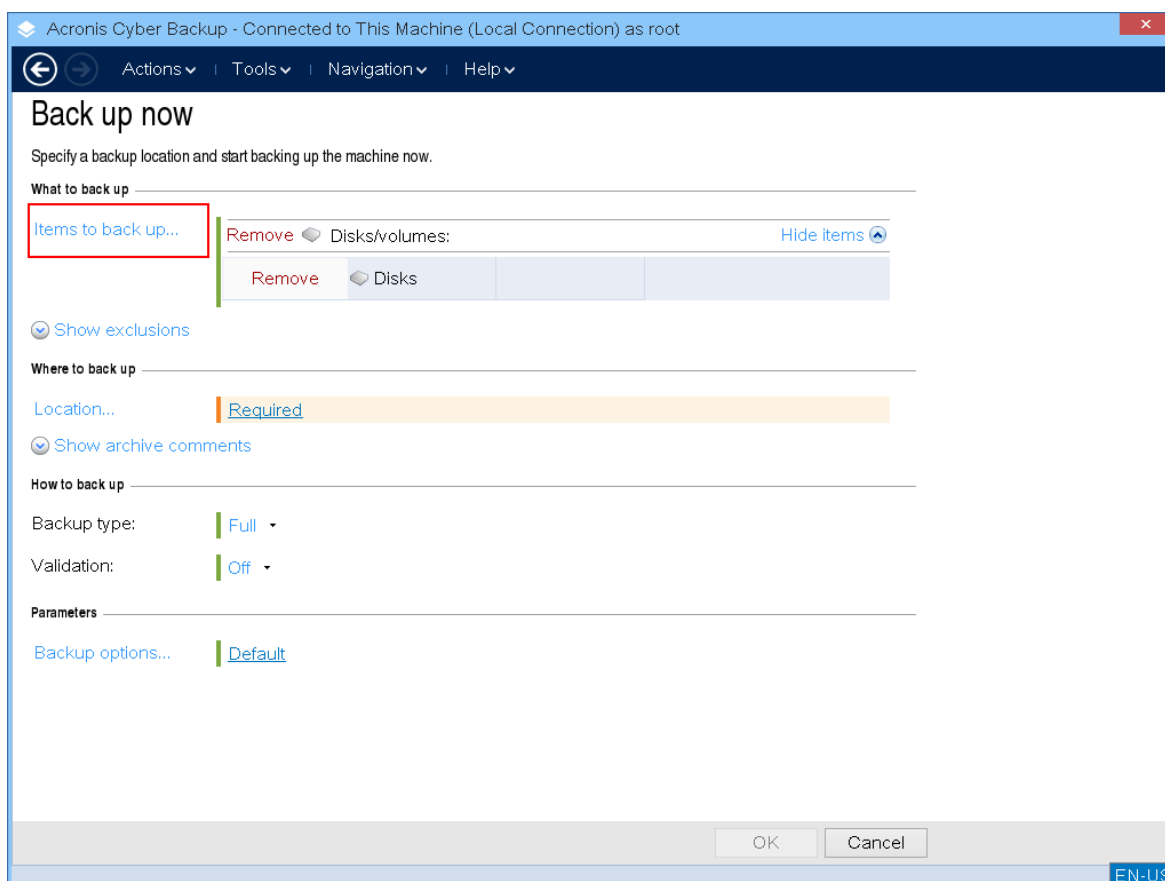 Acronis Cyber Backup - Connected to This Machine (Local Connection) as root
Actions Tools Navigation Help
Back up now
Specify a backup location and start backing up the machine now.
What to back up
Items to back up...
Remove Disks/volumes: Hide items
Remove Disks
Show exclusions
Where to back up
Location... Required
Show archive comments
How to back up
Backup type: Full
Validation: Off
Parameters
Backup options... Default
OK Cancel
EN-US